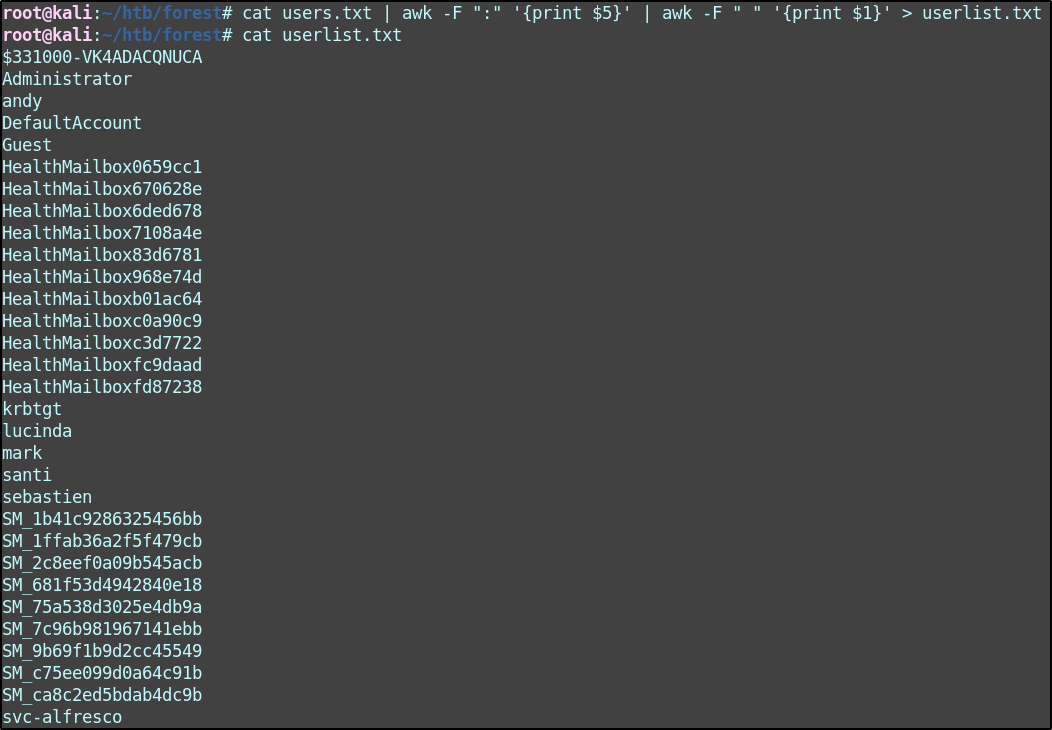 root@kali:~/htb/forest# cat users.txt | awk -F ":" '{print $5}' | awk -F " " '{print $1}' > userlist.txt
root@kali:~/htb/forest# cat userlist.txt
$331000-VK4ADACQNUCA
Administrator
andy
DefaultAccount
Guest
HealthMailbox0659cc1
HealthMailbox670628e
HealthMailbox6ded678
HealthMailbox7108a4e
HealthMailbox83d6781
HealthMailbox968e74d
HealthMailboxb01ac64
HealthMailboxc0a90c9
HealthMailboxc3d7722
HealthMailboxfc9daad
HealthMailboxfd87238
krbtgt
lucinda
mark
santi
sebastien
SM_1b41c9286325456bb
SM_1ffab36a2f5f479cb
SM_2c8eef0a09b545acb
SM_681f53d4942840e18
SM_75a538d3025e4db9a
SM_7c96b981967141ebb
SM_9b69f1b9d2cc45549
SM_c75ee099d0a64c91b
SM_ca8c2ed5bdab4dc9b
svc-alfresco